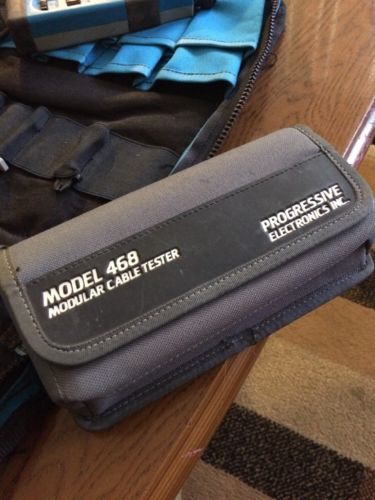 MODEL 468
MODULAR CABLE TESTER
PROGRESSIVE
ELECTRONICS INC.